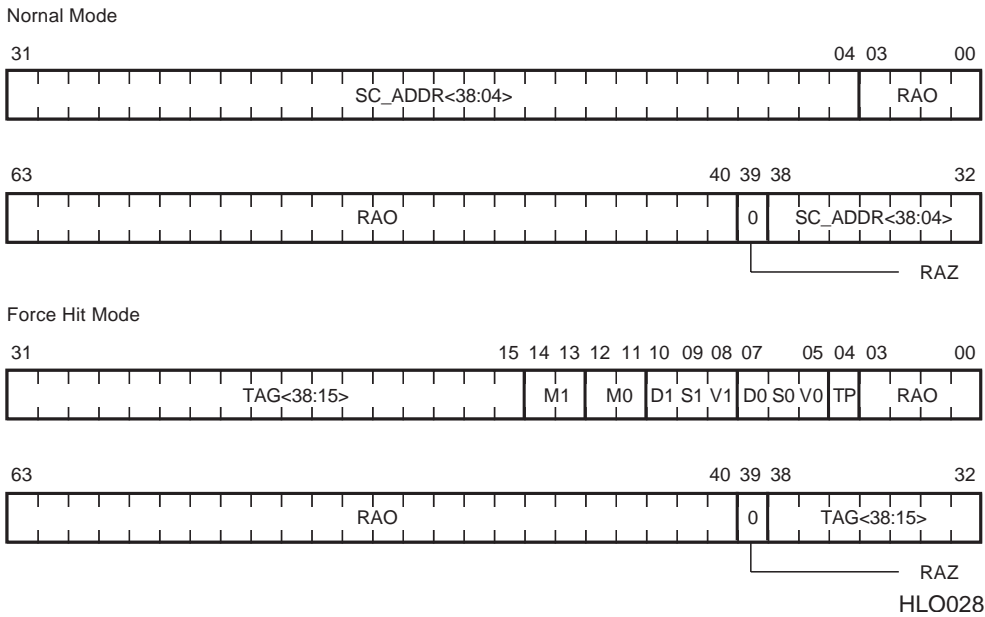 Nornal Mode
31 04 03 00
SC_ADDR<38:04> RAO
63 40 39 38 32
RAO 0 SC_ADDR<38:04>
RAZ
Force Hit Mode
31 15 14 13 12 11 10 09 08 07 05 04 03 00
TAG<38:15> M1 M0 D1 S1 V1 D0 S0 V0 TP RAO
63 40 39 38 32
RAO 0 TAG<38:15>
RAZ
HLO028